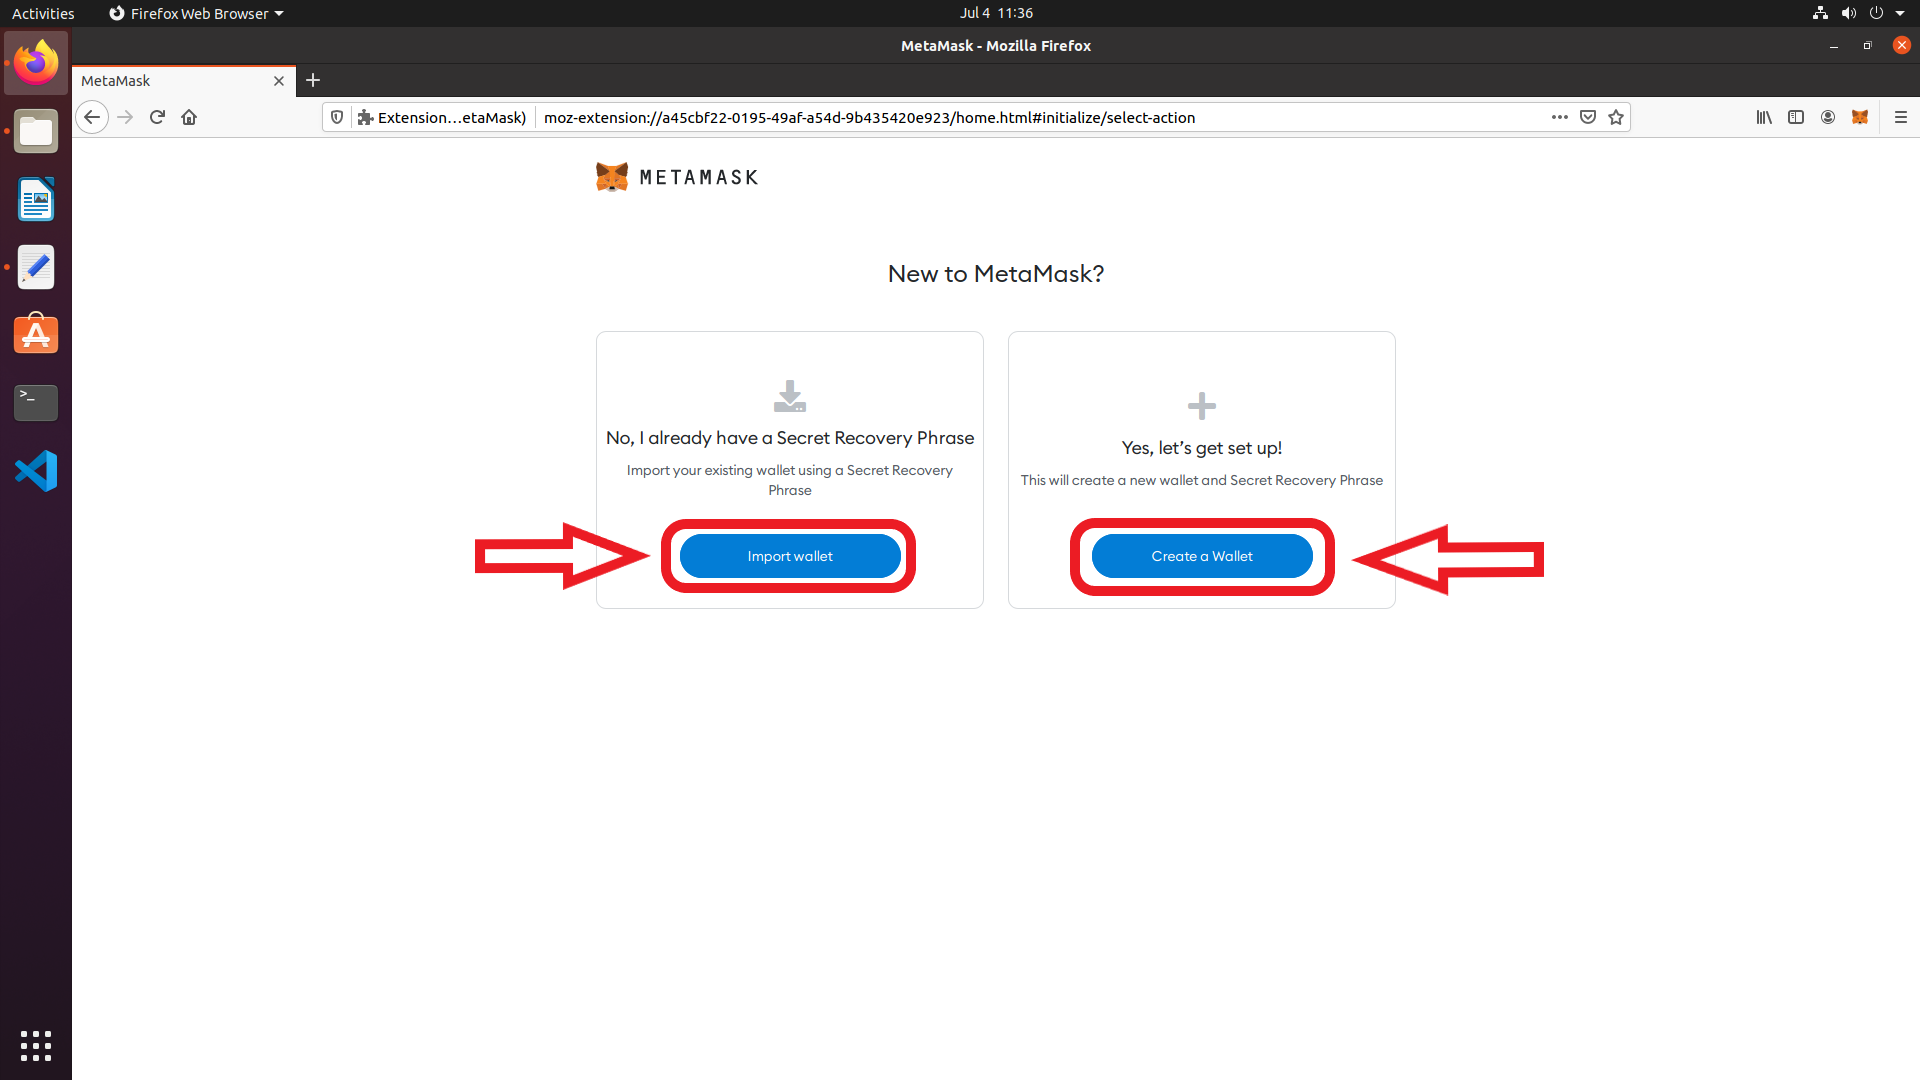 Activities
Firefox Web Browser
Jul 4 11:36
MetaMask - Mozilla Firefox
MetaMask
Extension…etaMask)
moz-extension://a45cbf22-0195-49af-a54d-9b435420e923/home.html#initialize/select-action
METAMASK
New to MetaMask?
No, I already have a Secret Recovery Phrase
Import your existing wallet using a Secret Recovery
Phrase
Import wallet
Yes, let’s get set up!
This will create a new wallet and Secret Recovery Phrase
Create a Wallet